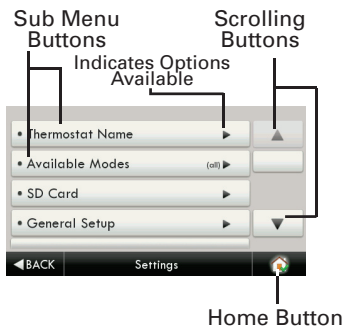 Sub Menu
Buttons
Scrolling
Buttons
Indicates Options
Available
• Thermostat Name ▶
• Available Modes (all) ▶
• SD Card ▶
• General Setup ▶
◀BACK Settings
Home Button